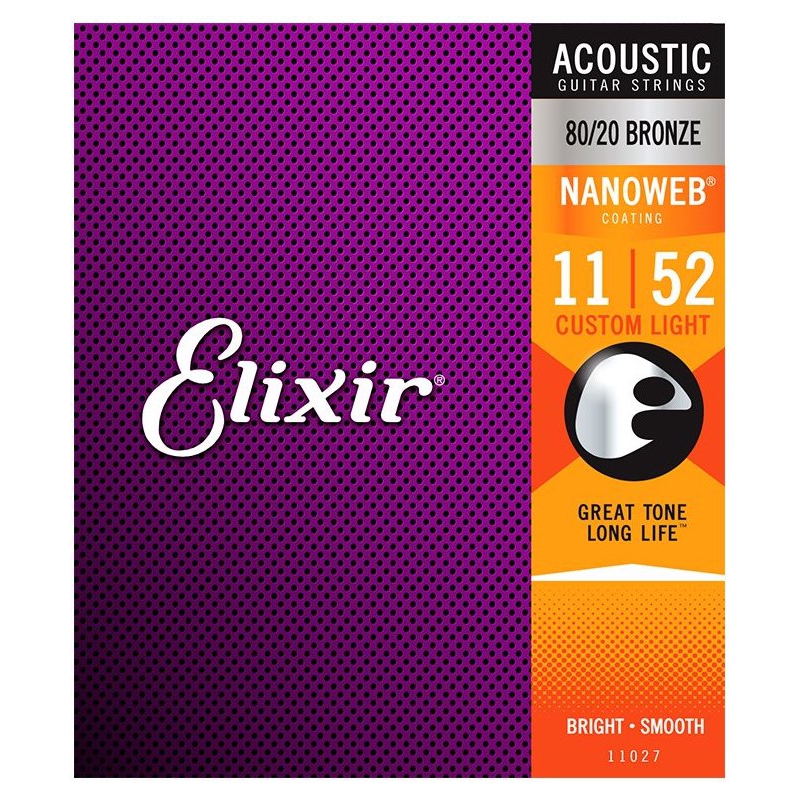 Elixir®
ACOUSTIC
GUITAR STRINGS
80/20 BRONZE
NANOWEB®
COATING
11 | 52
CUSTOM LIGHT
GREAT TONE
LONG LIFE™
BRIGHT • SMOOTH
11027